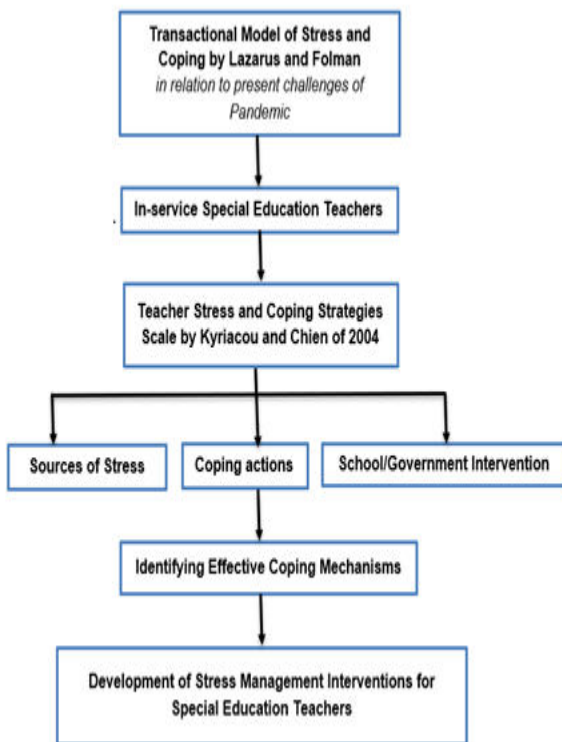 Transactional Model of Stress and
Coping by Lazarus and Folman
in relation to present challenges of
Pandemic
In-service Special Education Teachers
Teacher Stress and Coping Strategies
Scale by Kyriacou and Chien of 2004
Sources of Stress
Coping actions
School/Government Intervention
Identifying Effective Coping Mechanisms
Development of Stress Management Interventions for
Special Education Teachers